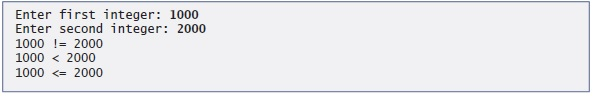 Enter first integer: 1000
Enter second integer: 2000
1000 != 2000
1000 < 2000
1000 <= 2000